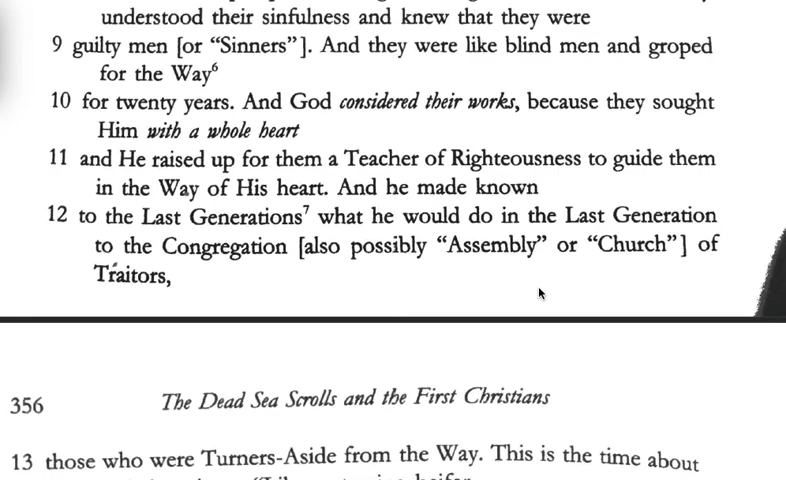 understood their sinfulness and knew that they were
9 guilty men [or “Sinners”]. And they were like blind men and groped
for the Way⁶
10 for twenty years. And God considered their works, because they sought
Him with a whole heart
11 and He raised up for them a Teacher of Righteousness to guide them
in the Way of His heart. And he made known
12 to the Last Generations⁷ what he would do in the Last Generation
to the Congregation [also possibly “Assembly” or “Church”] of
Traitors,
356 The Dead Sea Scrolls and the First Christians
13 those who were Turners-Aside from the Way. This is the time about